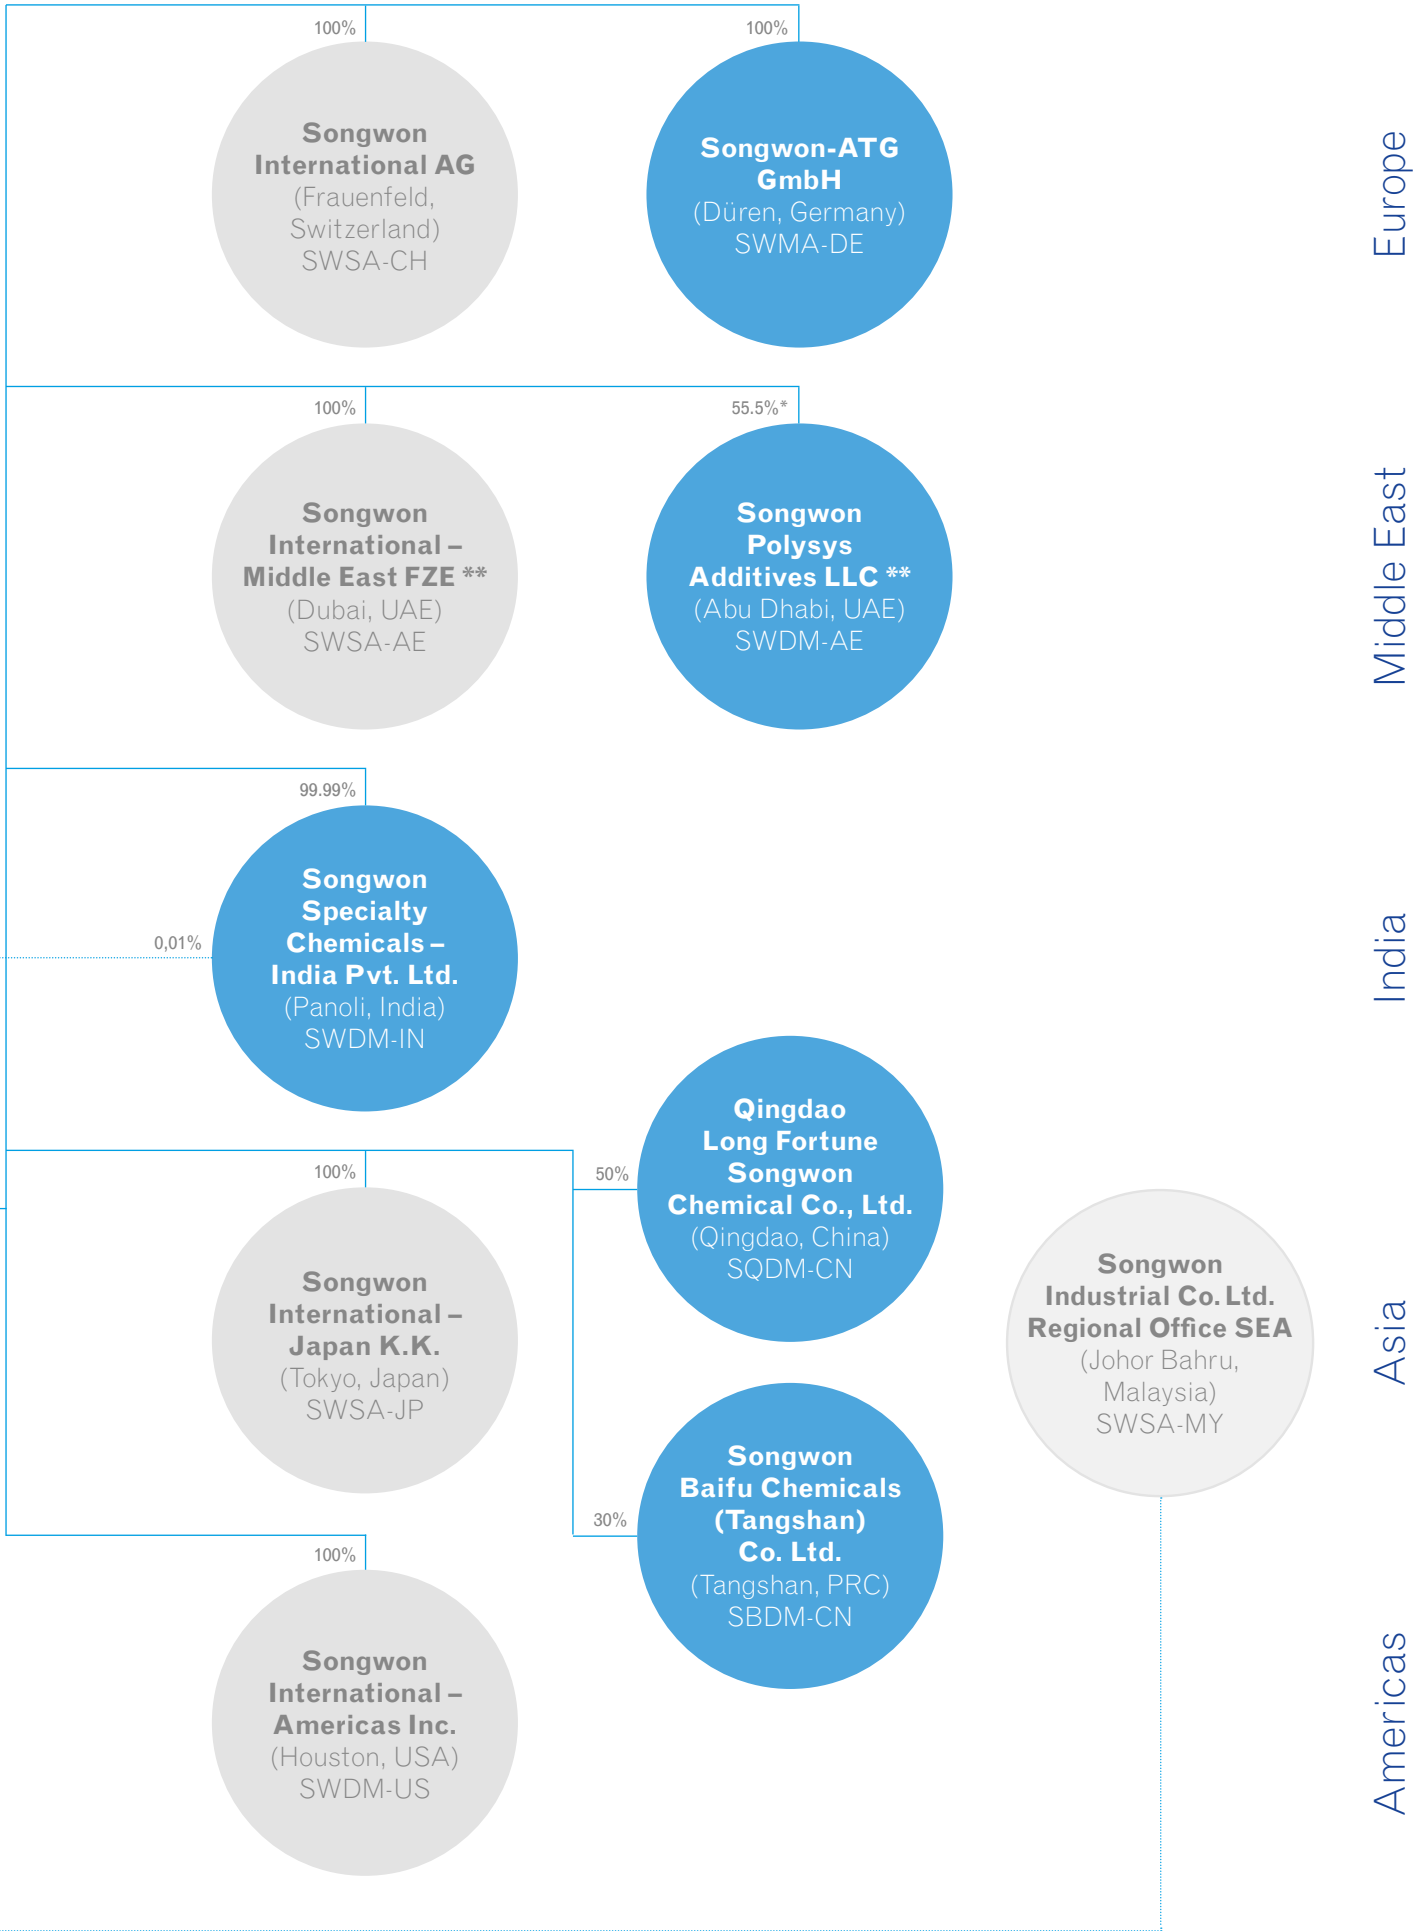 100%
Songwon
International AG
(Frauenfeld,
Switzerland)
SWSA-CH
100%
Songwon-ATG
GmbH
(Düren, Germany)
SWMA-DE
Europe
100%
Songwon
International –
Middle East FZE **
(Dubai, UAE)
SWSA-AE
55.5%*
Songwon
Polysys
Additives LLC **
(Abu Dhabi, UAE)
SWDM-AE
Middle East
99.99%
0,01%
Songwon
Specialty
Chemicals –
India Pvt. Ltd.
(Panoli, India)
SWDM-IN
India
100%
Songwon
International –
Japan K.K.
(Tokyo, Japan)
SWSA-JP
50%
Qingdao
Long Fortune
Songwon
Chemical Co., Ltd.
(Qingdao, China)
SQDM-CN
30%
Songwon
Baifu Chemicals
(Tangshan)
Co. Ltd.
(Tangshan, PRC)
SBDM-CN
Songwon
Industrial Co. Ltd.
Regional Office SEA
(Johor Bahru,
Malaysia)
SWSA-MY
Asia
100%
Songwon
International –
Americas Inc.
(Houston, USA)
SWDM-US
Americas